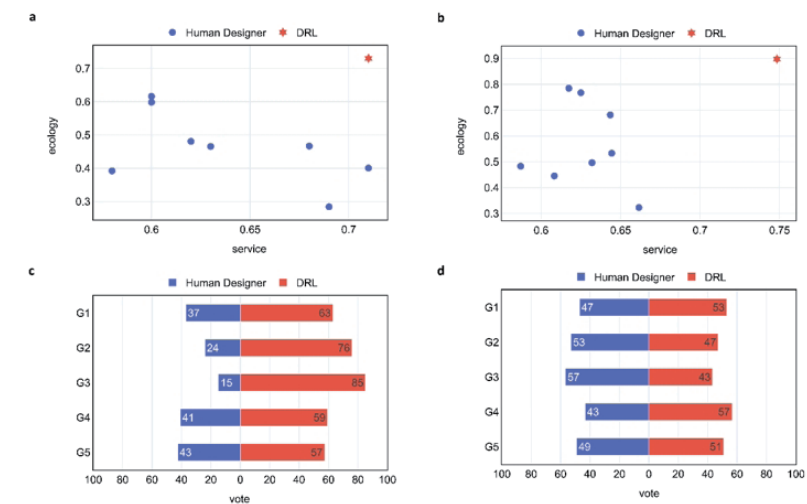 a
Human Designer DRL
0.7
0.6
0.5
0.4
0.3
ecology
0.6 0.65 0.7
service
b
Human Designer DRL
0.9
0.8
0.7
0.6
0.5
0.4
0.3
ecology
0.6 0.65 0.7 0.75
service
c
Human Designer DRL
G1 37 63
G2 24 76
G3 15 85
G4 41 59
G5 43 57
100 80 60 40 20 0 20 40 60 80 100
vote
d
Human Designer DRL
G1 47 53
G2 53 47
G3 57 43
G4 43 57
G5 49 51
100 80 60 40 20 0 20 40 60 80 100
vote